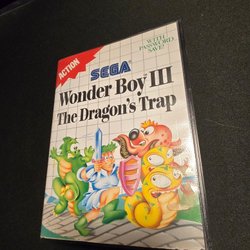 ACTION
WITH
PASSWORD
SAVE!
SEGA
Wonder Boy III
The Dragon's Trap